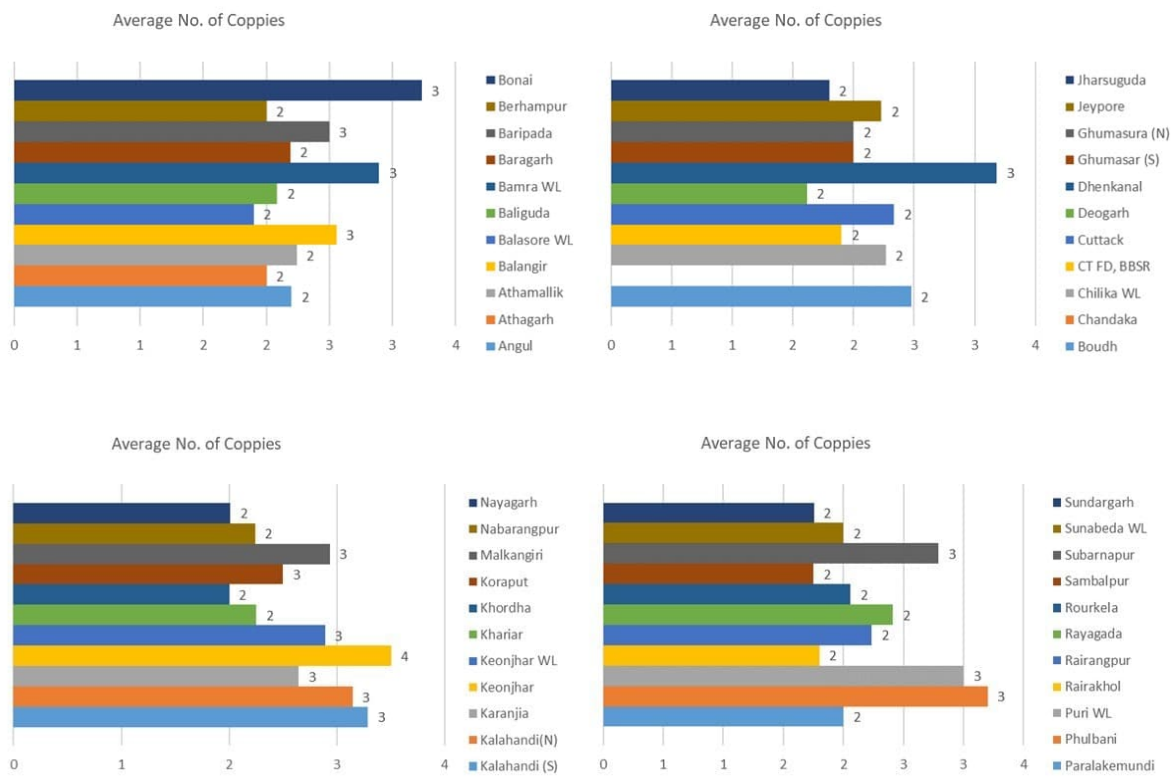 Average No. of Coppies
3
2
3
2
3
2
2
3
2
2
2
0 1 1 2 2 3 3 4
Bonai
Berhampur
Baripada
Baragarh
Bamra WL
Baliguda
Balasore WL
Balangir
Athamallik
Athagarh
Angul
Average No. of Coppies
2
2
2
2
3
2
2
2
2
2
0 1 1 2 2 3 3 4
Jharsuguda
Jeypore
Ghumasura (N)
Ghumasar (S)
Dhenkanal
Deogarh
Cuttack
CT FD, BBSR
Chilika WL
Chandaka
Boudh
Average No. of Coppies
2
2
3
3
2
2
3
4
3
3
3
0 1 2 3 4
Nayagarh
Nabarangpur
Malkangiri
Koraput
Khordha
Khariar
Keonjhar WL
Keonjhar
Karanjia
Kalahandi(N)
Kalahandi (S)
Average No. of Coppies
2
2
3
2
2
2
2
2
3
3
2
0 1 1 2 2 3 3 4
Sundargarh
Sunabeda WL
Subarnapur
Sambalpur
Rourkela
Rayagada
Rairangpur
Rairakhol
Puri WL
Phulbani
Paralakemundi